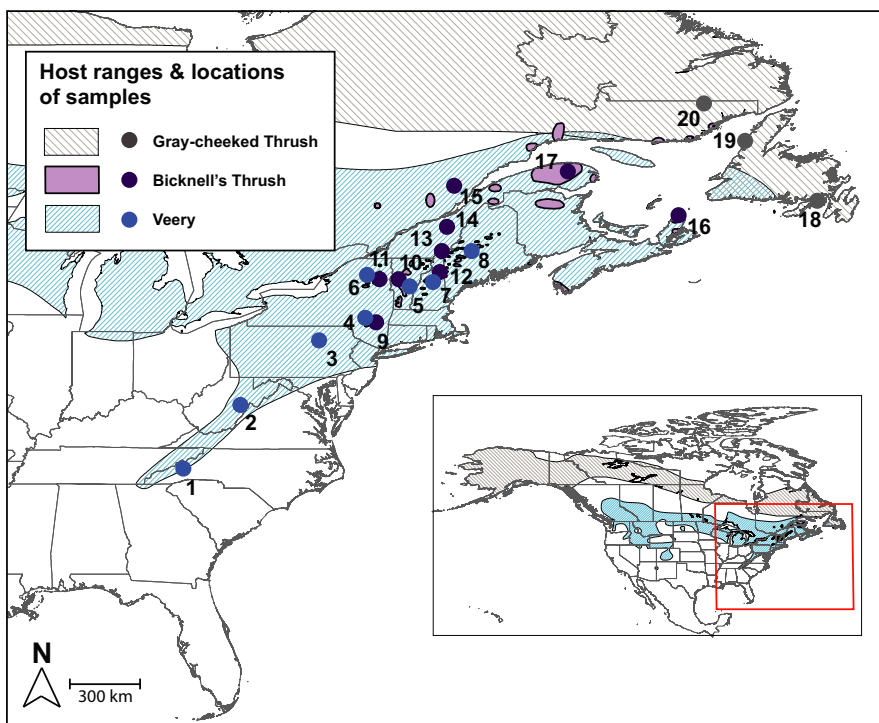 Host ranges & locations
of samples
Gray-cheeked Thrush
Bicknell's Thrush
Veery
20
19
17
18
15
16
14
13
8
11
10
12
6
5
7
4
9
3
2
1
N
300 km